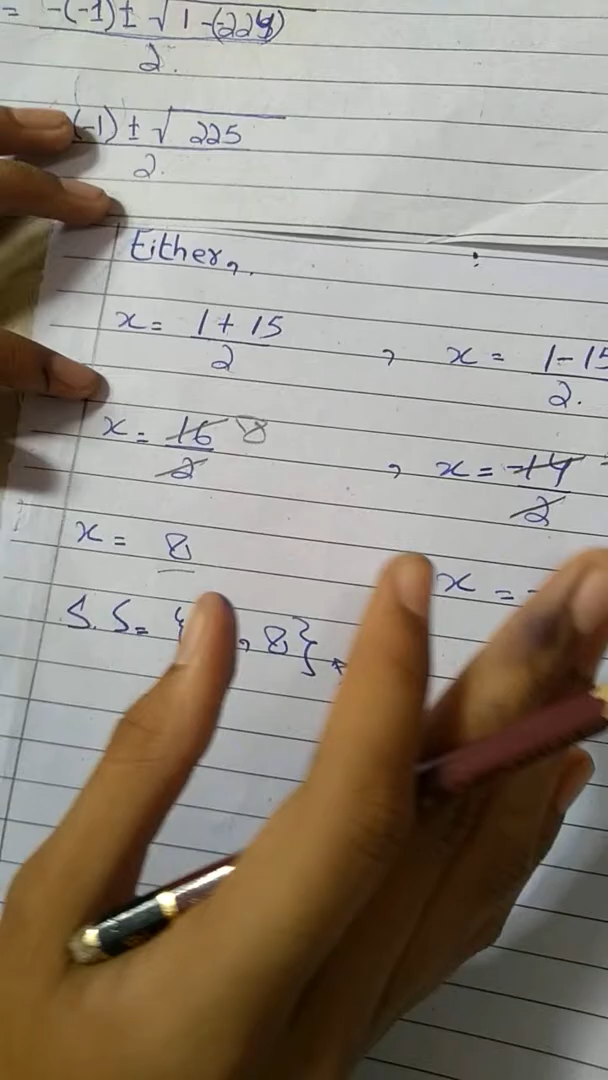 = -(-1) ± √ 1 - (-224)
2.
(-1) ± √ 225
2.
Either,
x = 1 + 15 , x = 1 - 15
2 2.
x = 16 8 , x = -14
2 2
x = 8
x = -
S.S = { , 8}